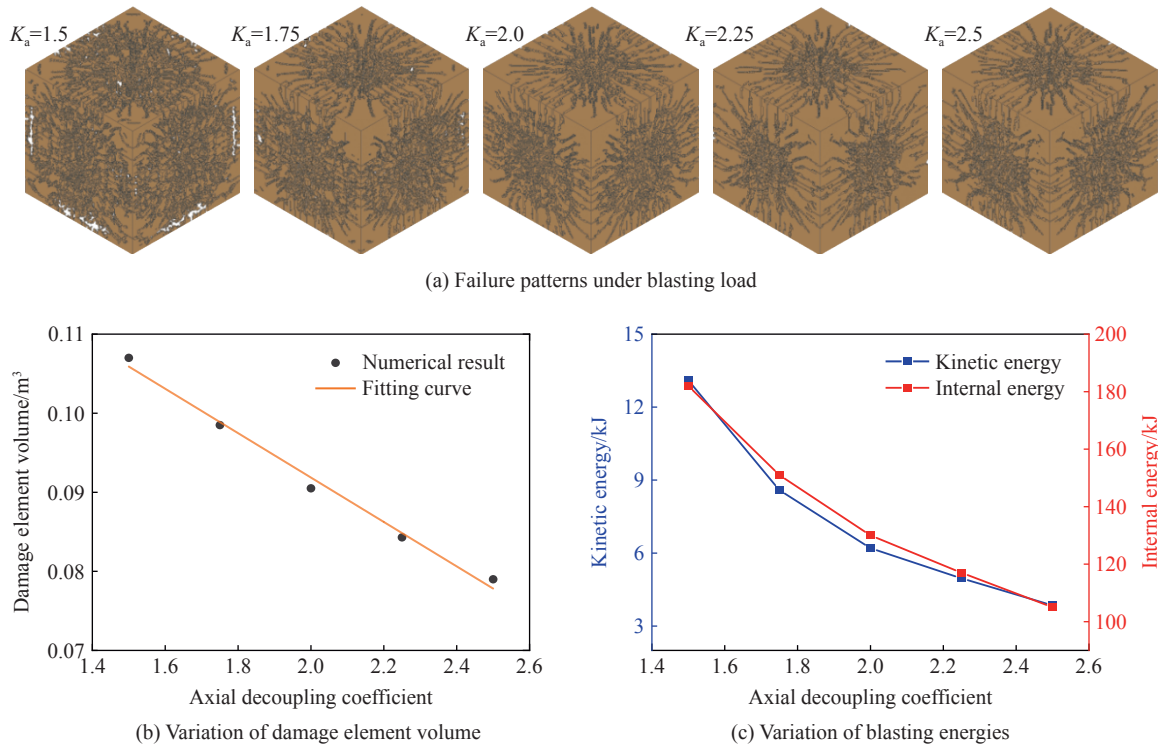 Kₐ=1.5
Kₐ=1.75
Kₐ=2.0
Kₐ=2.25
Kₐ=2.5
(a) Failure patterns under blasting load
0.11
0.10
0.09
0.08
0.07
Damage element volume/m³
Numerical result
Fitting curve
1.4 1.6 1.8 2.0 2.2 2.4 2.6
Axial decoupling coefficient
(b) Variation of damage element volume
15
12
9
6
3
Kinetic energy/kJ
Kinetic energy
Internal energy
200
180
160
140
120
100
Internal energy/kJ
1.4 1.6 1.8 2.0 2.2 2.4 2.6
Axial decoupling coefficient
(c) Variation of blasting energies